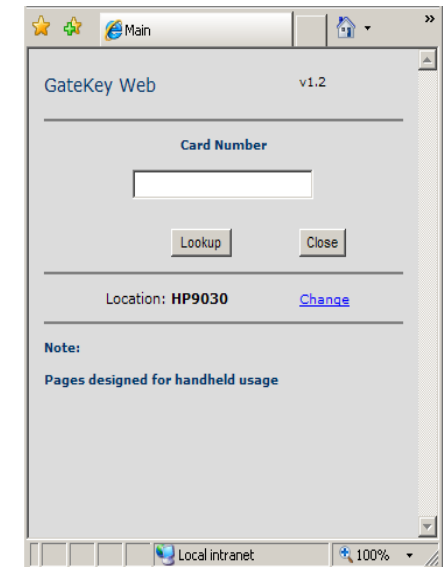 Main
»
GateKey Web v1.2
Card Number
Lookup Close
Location: HP9030 Change
Note:
Pages designed for handheld usage
Local intranet 100%